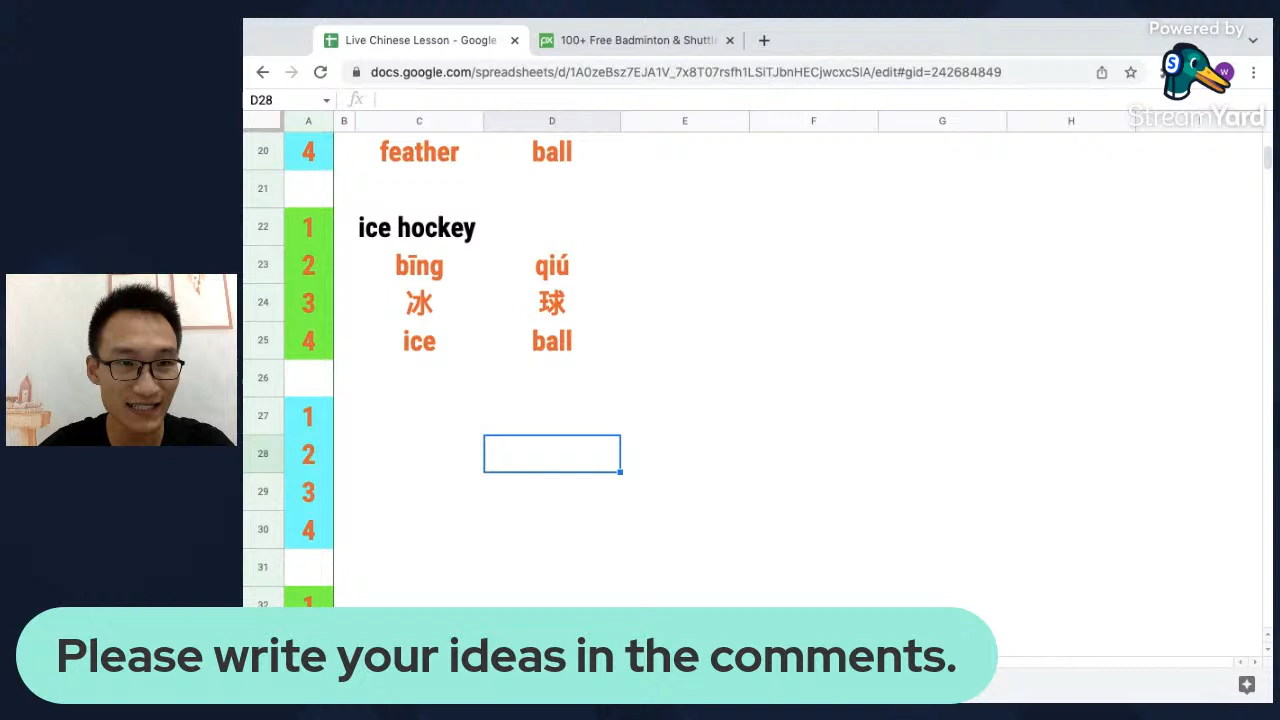 Powered by
StreamYard
Live Chinese Lesson - Google
100+ Free Badminton & Shuttle
docs.google.com/spreadsheets/d/1A0zeBsz7EJA1V_7x8T07rsfh1LSiTJbnHECjwcxcSlA/edit#gid=242684849
w
D28 fx
A B C D E F G H
20 4 feather ball
21
22 1 ice hockey
23 2 bīng qiú
24 3 冰 球
25 4 ice ball
26
27 1
28 2
29 3
30 4
31
32 1
Please write your ideas in the comments.